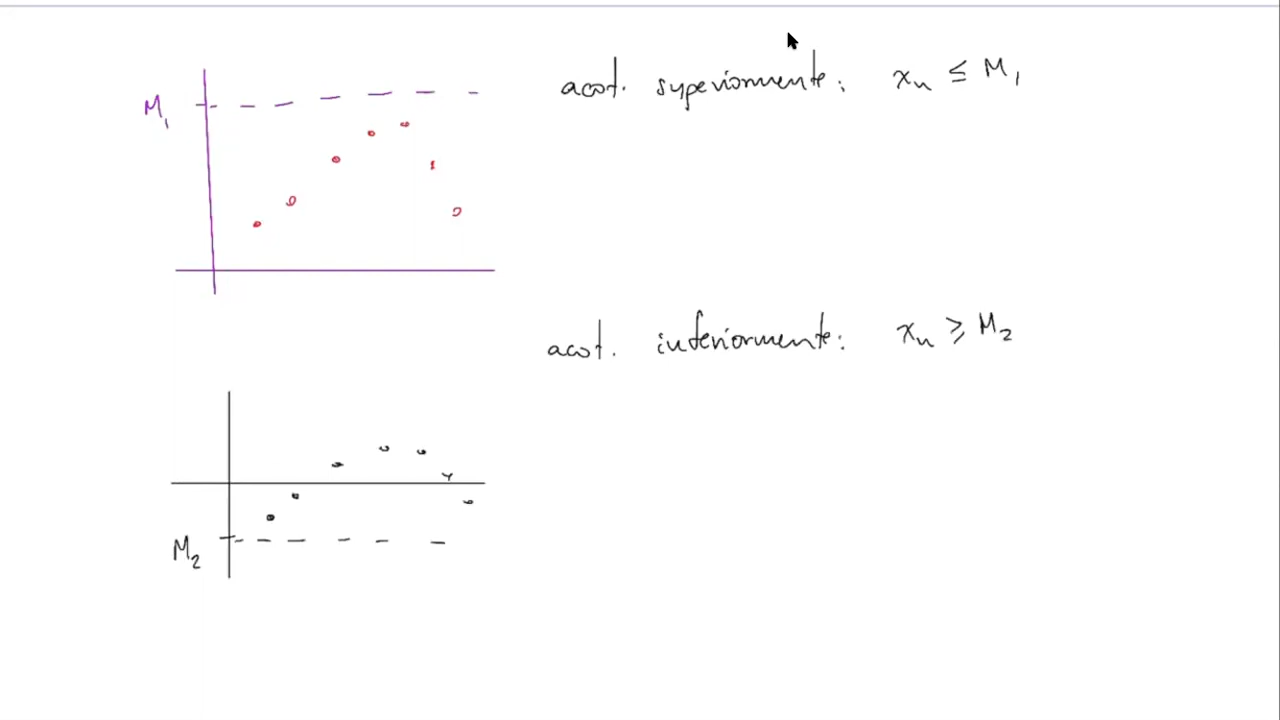 acot. superiormente: xₙ ≤ M₁
M₁
acot. inferiormente: xₙ ≥ M₂
M₂